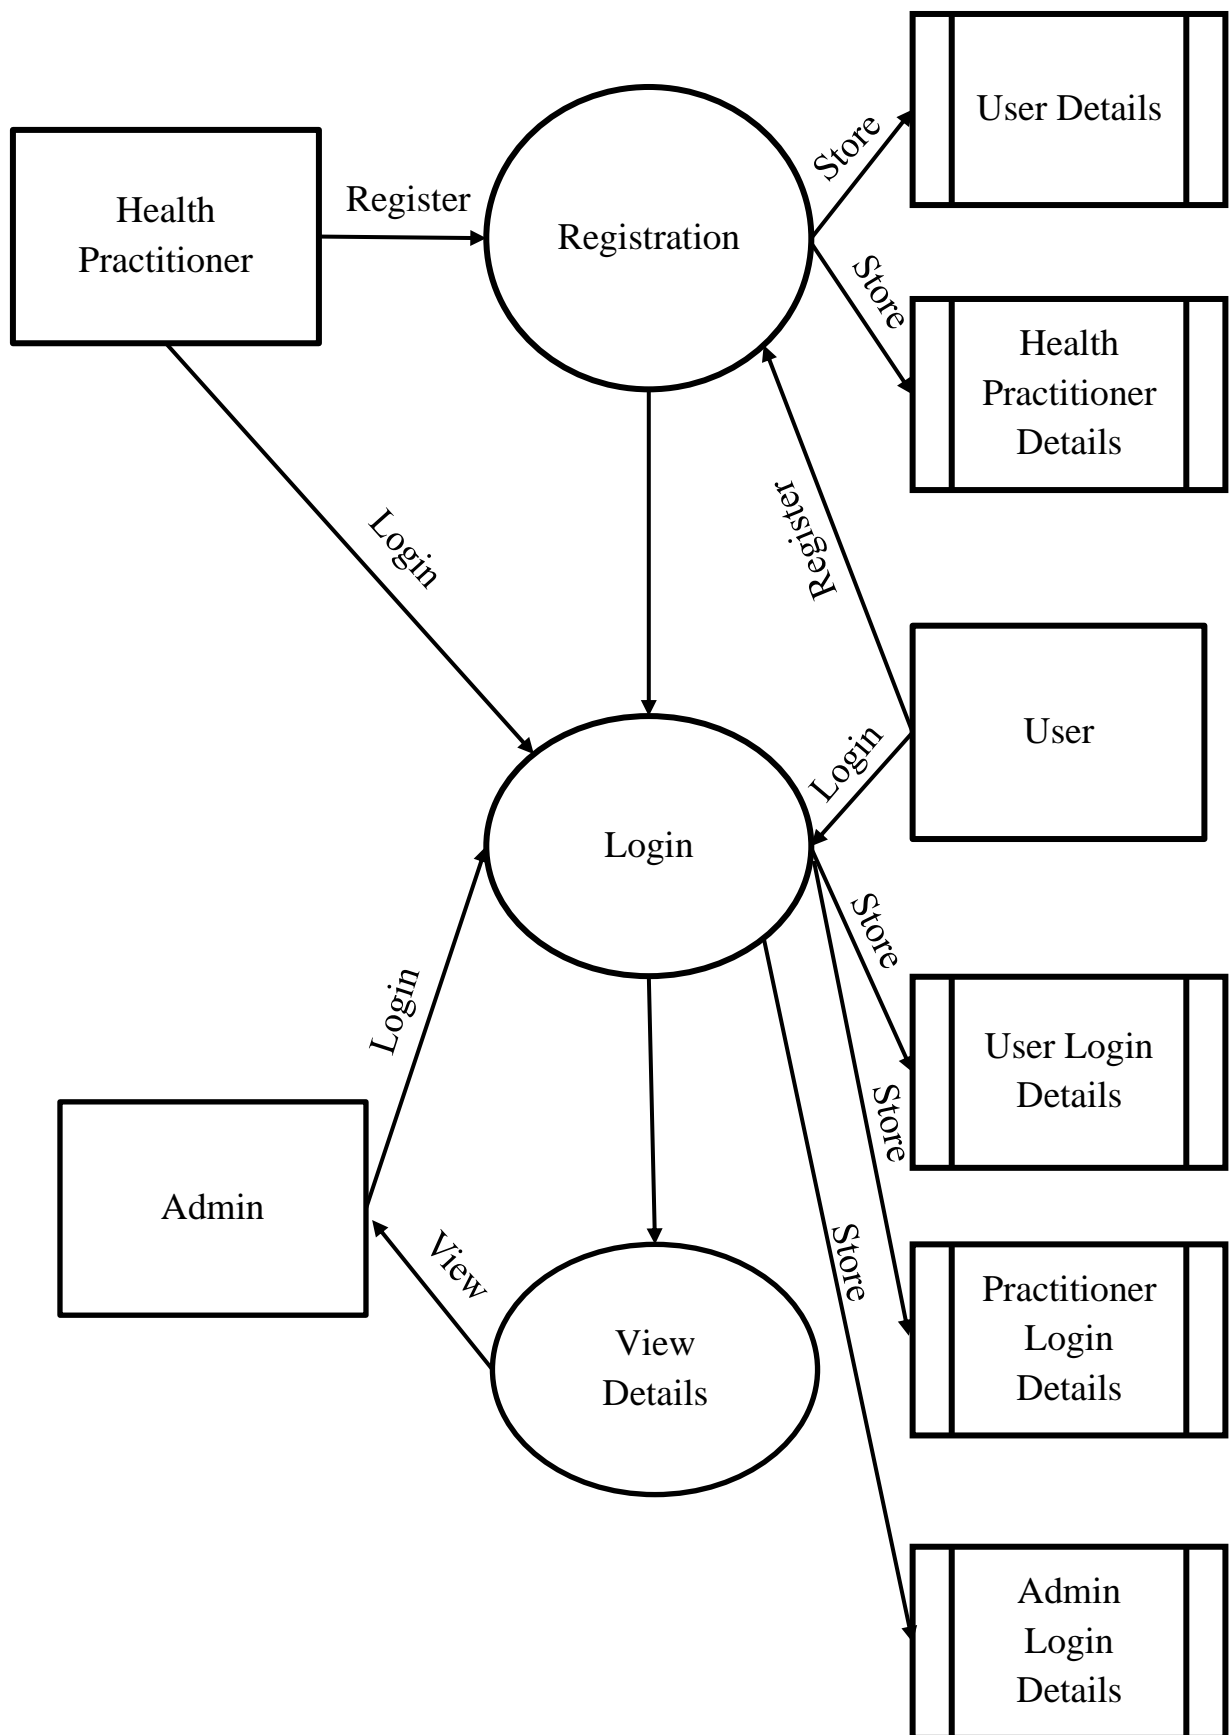 User Details
Store
Health
Practitioner
Register
Registration
Store
Health
Practitioner
Details
Login
Register
User
Login
Login
Store
Login
User Login
Details
Store
Admin
View
Store
View
Details
Practitioner
Login
Details
Admin
Login
Details